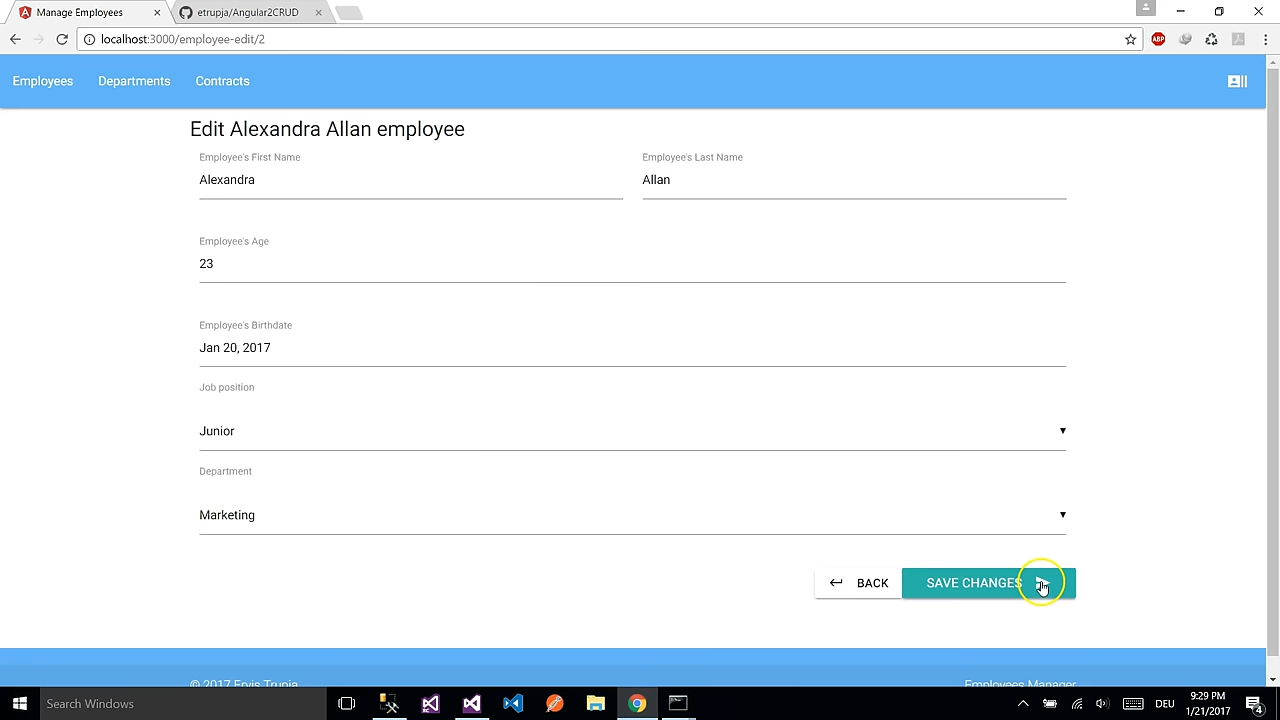 Manage Employees
etrupja/Angular2CRUD
localhost:3000/employee-edit/2
ABP
Employees Departments Contracts
Edit Alexandra Allan employee
Employee's First Name Employee's Last Name
Alexandra Allan
Employee's Age
23
Employee's Birthdate
Jan 20, 2017
Job position
Junior
Department
Marketing
BACK SAVE CHANGES
© 2017 Ervis Trupja Employees Manager
Search Windows
DEU
9:29 PM
1/21/2017
4